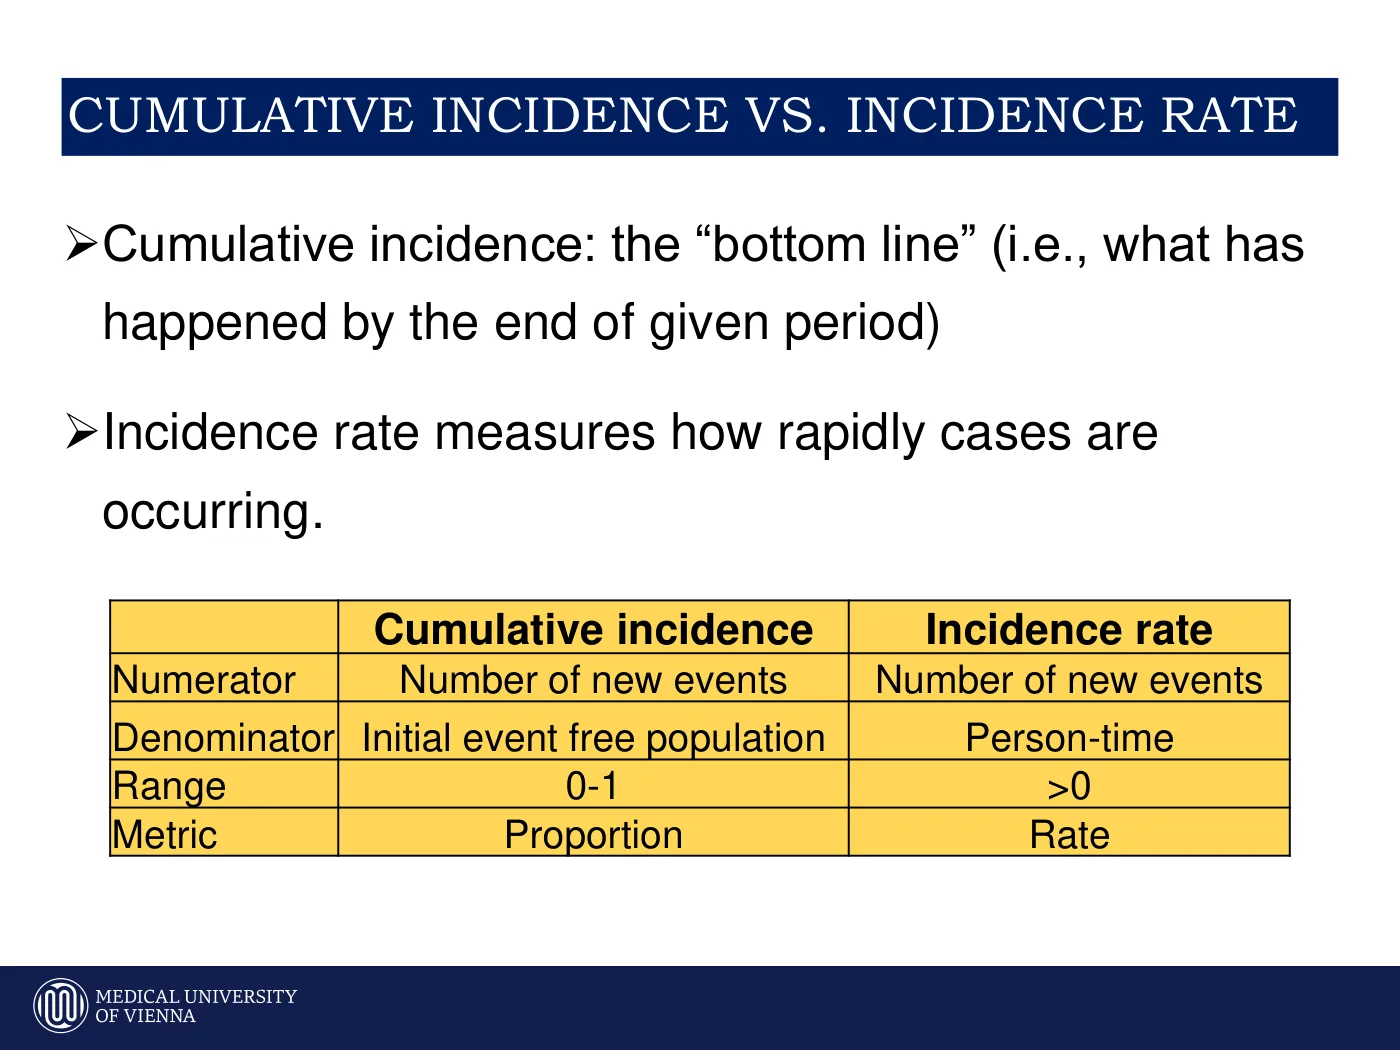 CUMULATIVE INCIDENCE VS. INCIDENCE RATE
➢Cumulative incidence: the “bottom line” (i.e., what has
happened by the end of given period)
➢Incidence rate measures how rapidly cases are
occurring.
Cumulative incidence Incidence rate
Numerator Number of new events Number of new events
Denominator Initial event free population Person-time
Range 0-1 >0
Metric Proportion Rate
MEDICAL UNIVERSITY
OF VIENNA